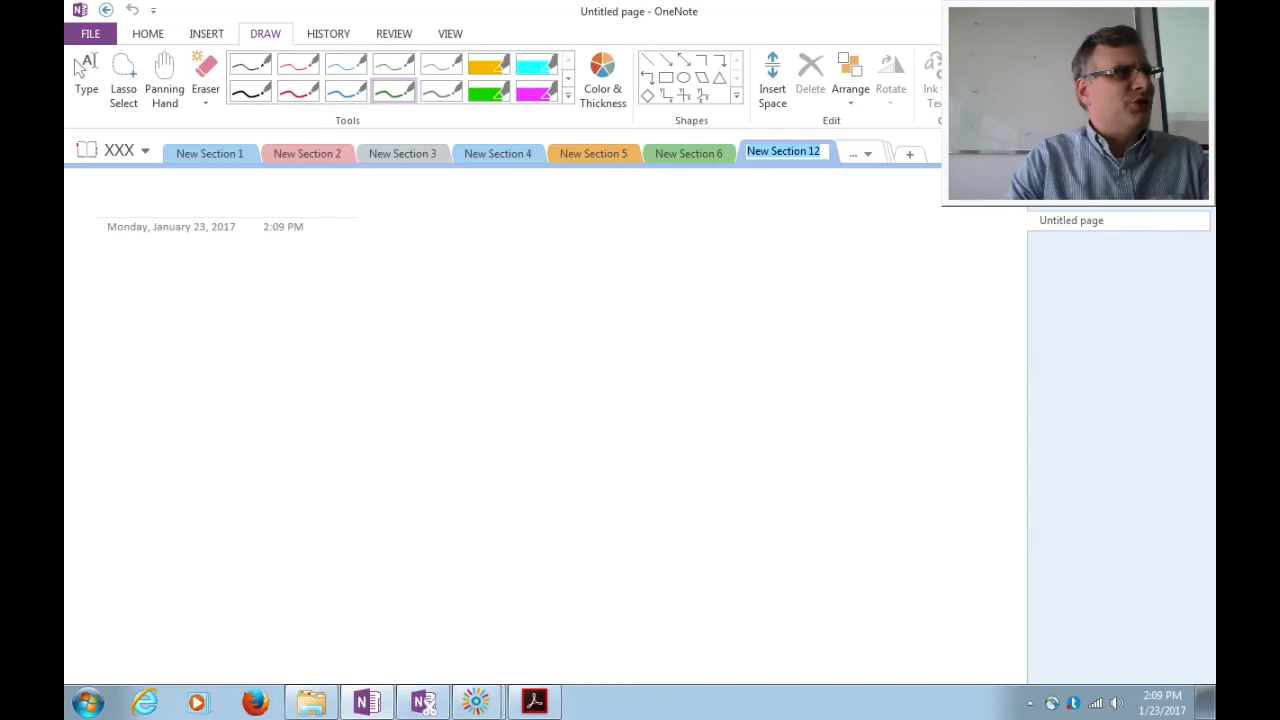 Untitled page - OneNote
FILE HOME INSERT DRAW HISTORY REVIEW VIEW
Type
Lasso Select
Panning Hand
Eraser
Color & Thickness
Insert Space
Delete
Arrange
Rotate
Ink to
Tools
Shapes
Edit
XXX
New Section 1
New Section 2
New Section 3
New Section 4
New Section 5
New Section 6
New Section 12
...
Monday, January 23, 2017 2:09 PM
Untitled page
2:09 PM
1/23/2017